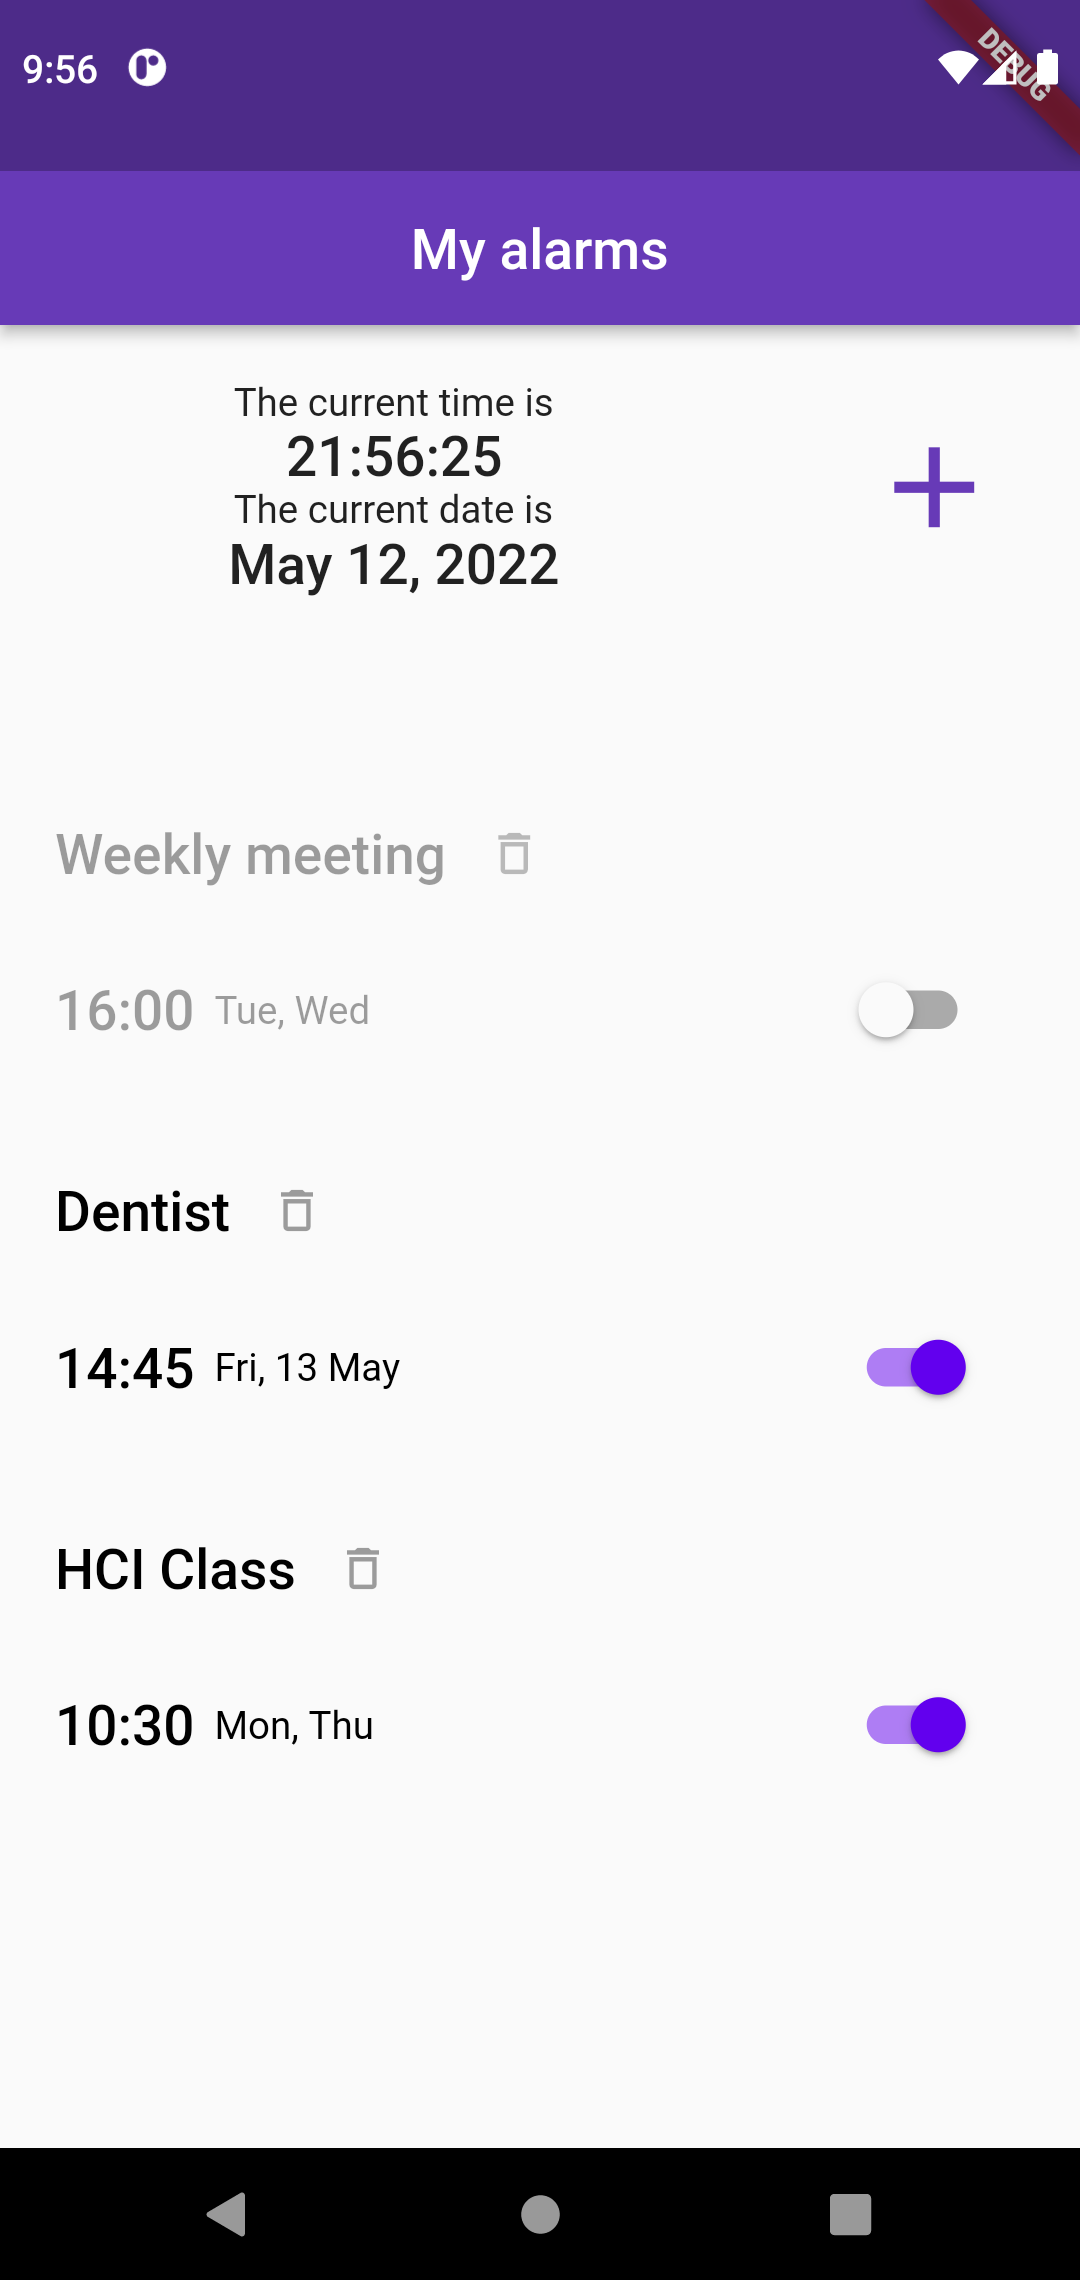 9:56
DEBUG
My alarms
The current time is
21:56:25
The current date is
May 12, 2022
Weekly meeting
16:00 Tue, Wed
Dentist
14:45 Fri, 13 May
HCI Class
10:30 Mon, Thu